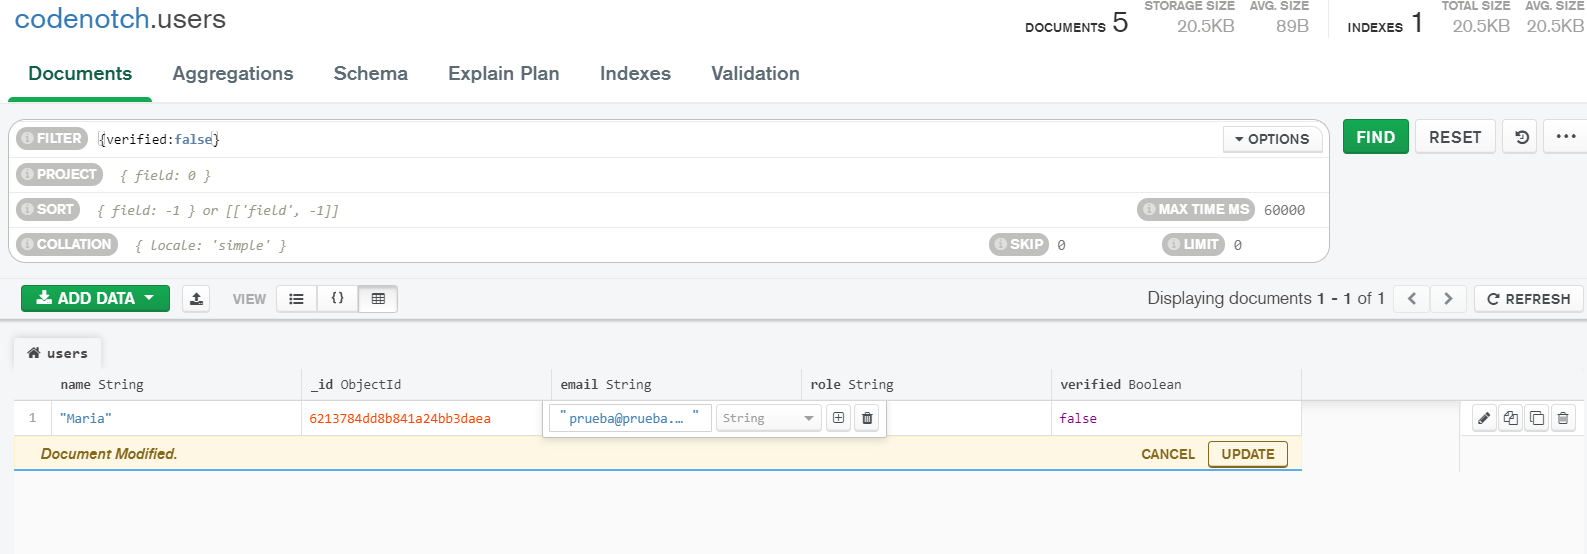 codenotch.users
DOCUMENTS 5 STORAGE SIZE 20.5KB AVG. SIZE 89B INDEXES 1 TOTAL SIZE 20.5KB AVG. SIZE 20.5KB
Documents Aggregations Schema Explain Plan Indexes Validation
FILTER {verified:false} OPTIONS FIND RESET
PROJECT { field: 0 }
SORT { field: -1 } or [['field', -1]] MAX TIME MS 60000
COLLATION { locale: 'simple' } SKIP 0 LIMIT 0
ADD DATA VIEW {} Displaying documents 1 - 1 of 1 REFRESH
users
name String _id ObjectId email String role String verified Boolean
1 "Maria" 6213784dd8b841a24bb3daea "prueba@prueba.… " String false
Document Modified. CANCEL UPDATE